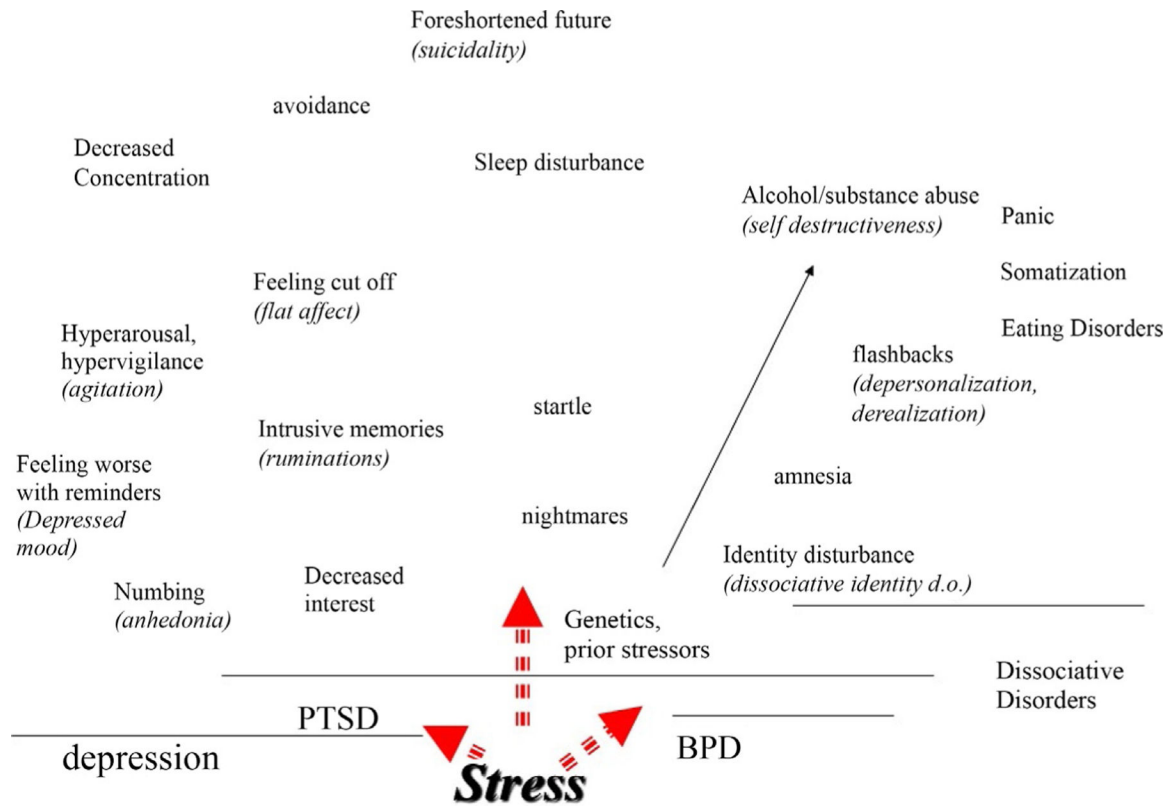 Foreshortened future
(suicidality)
avoidance
Decreased
Concentration
Sleep disturbance
Alcohol/substance abuse
(self destructiveness)
Panic
Somatization
Eating Disorders
Feeling cut off
(flat affect)
Hyperarousal,
hypervigilance
(agitation)
flashbacks
(depersonalization,
derealization)
startle
Intrusive memories
(ruminations)
Feeling worse
with reminders
(Depressed
mood)
amnesia
nightmares
Identity disturbance
(dissociative identity d.o.)
Decreased
interest
Numbing
(anhedonia)
Genetics,
prior stressors
Dissociative
Disorders
PTSD
BPD
depression
Stress